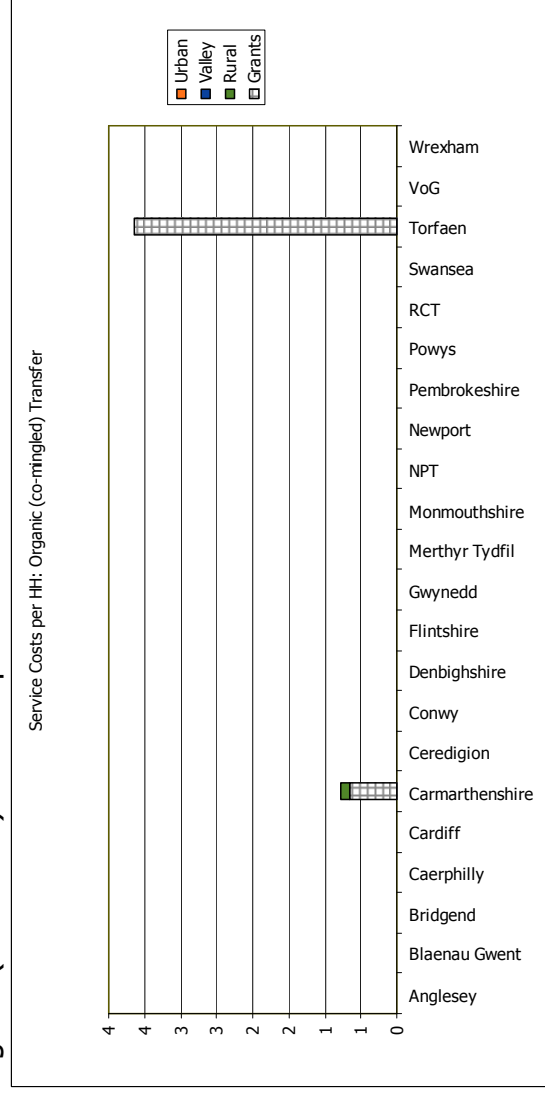 Service Costs per HH: Organic (co-mingled) Transfer
Urban
Valley
Rural
Grants
4
4
3
3
2
2
1
1
0
Anglesey
Blaenau Gwent
Bridgend
Caerphilly
Cardiff
Carmarthenshire
Ceredigion
Conwy
Denbighshire
Flintshire
Gwynedd
Merthyr Tydfil
Monmouthshire
NPT
Newport
Pembrokeshire
Powys
RCT
Swansea
Torfaen
VoG
Wrexham